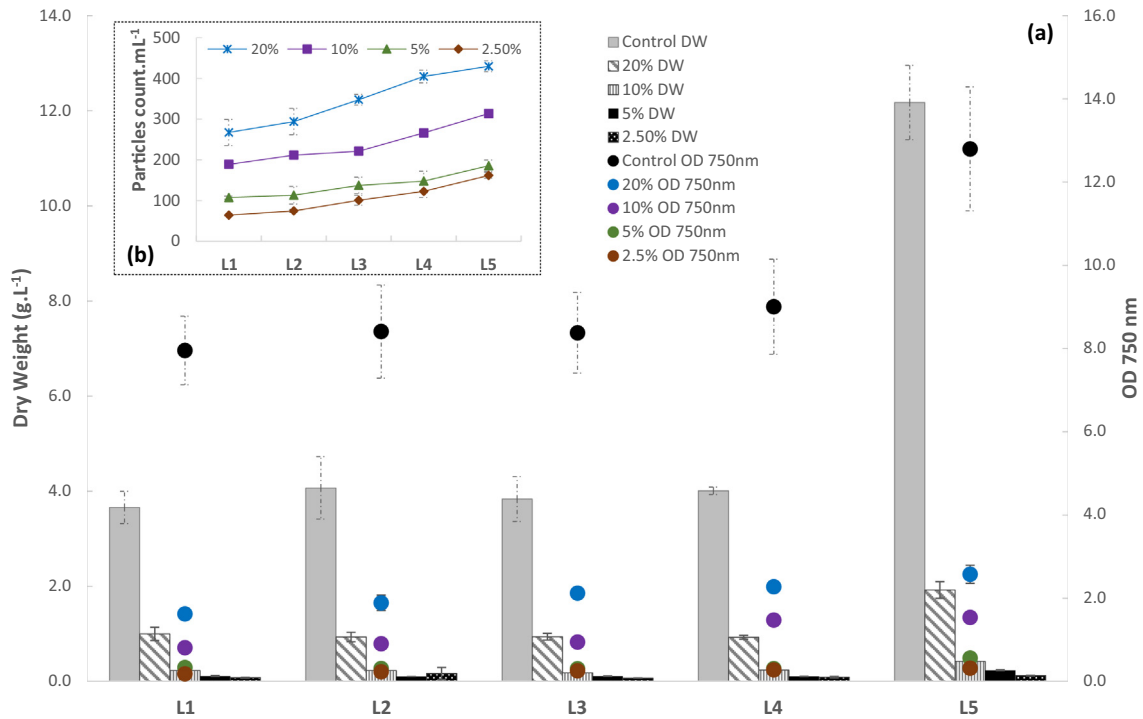 14.0
12.0
10.0
8.0
6.0
4.0
2.0
0.0
Dry Weight (g.L-1)
500
400
300
200
100
0
Particles count.mL-1
20% 10% 5% 2.50%
L1 L2 L3 L4 L5
(b)
Control DW
20% DW
10% DW
5% DW
2.50% DW
Control OD 750nm
20% OD 750nm
10% OD 750nm
5% OD 750nm
2.5% OD 750nm
(a)
16.0
14.0
12.0
10.0
8.0
6.0
4.0
2.0
0.0
OD 750 nm
L1 L2 L3 L4 L5